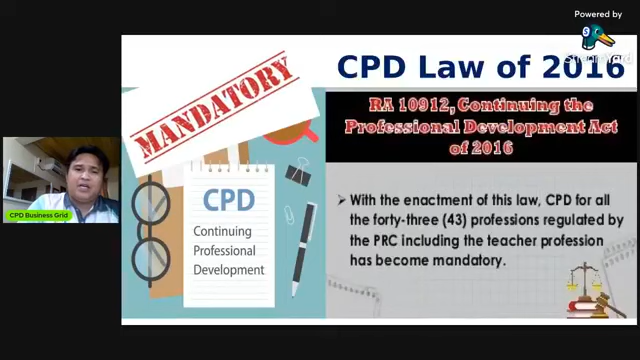 Powered by
StreamYard
CPD Law of 2016
MANDATORY
RA 10912, Continuing the
Professional Development Act
of 2016
CPD
Continuing
Professional
Development
CPD Business Grid
➤ With the enactment of this law, CPD for all
the forty-three (43) professions regulated by
the PRC including the teacher profession
has become mandatory.